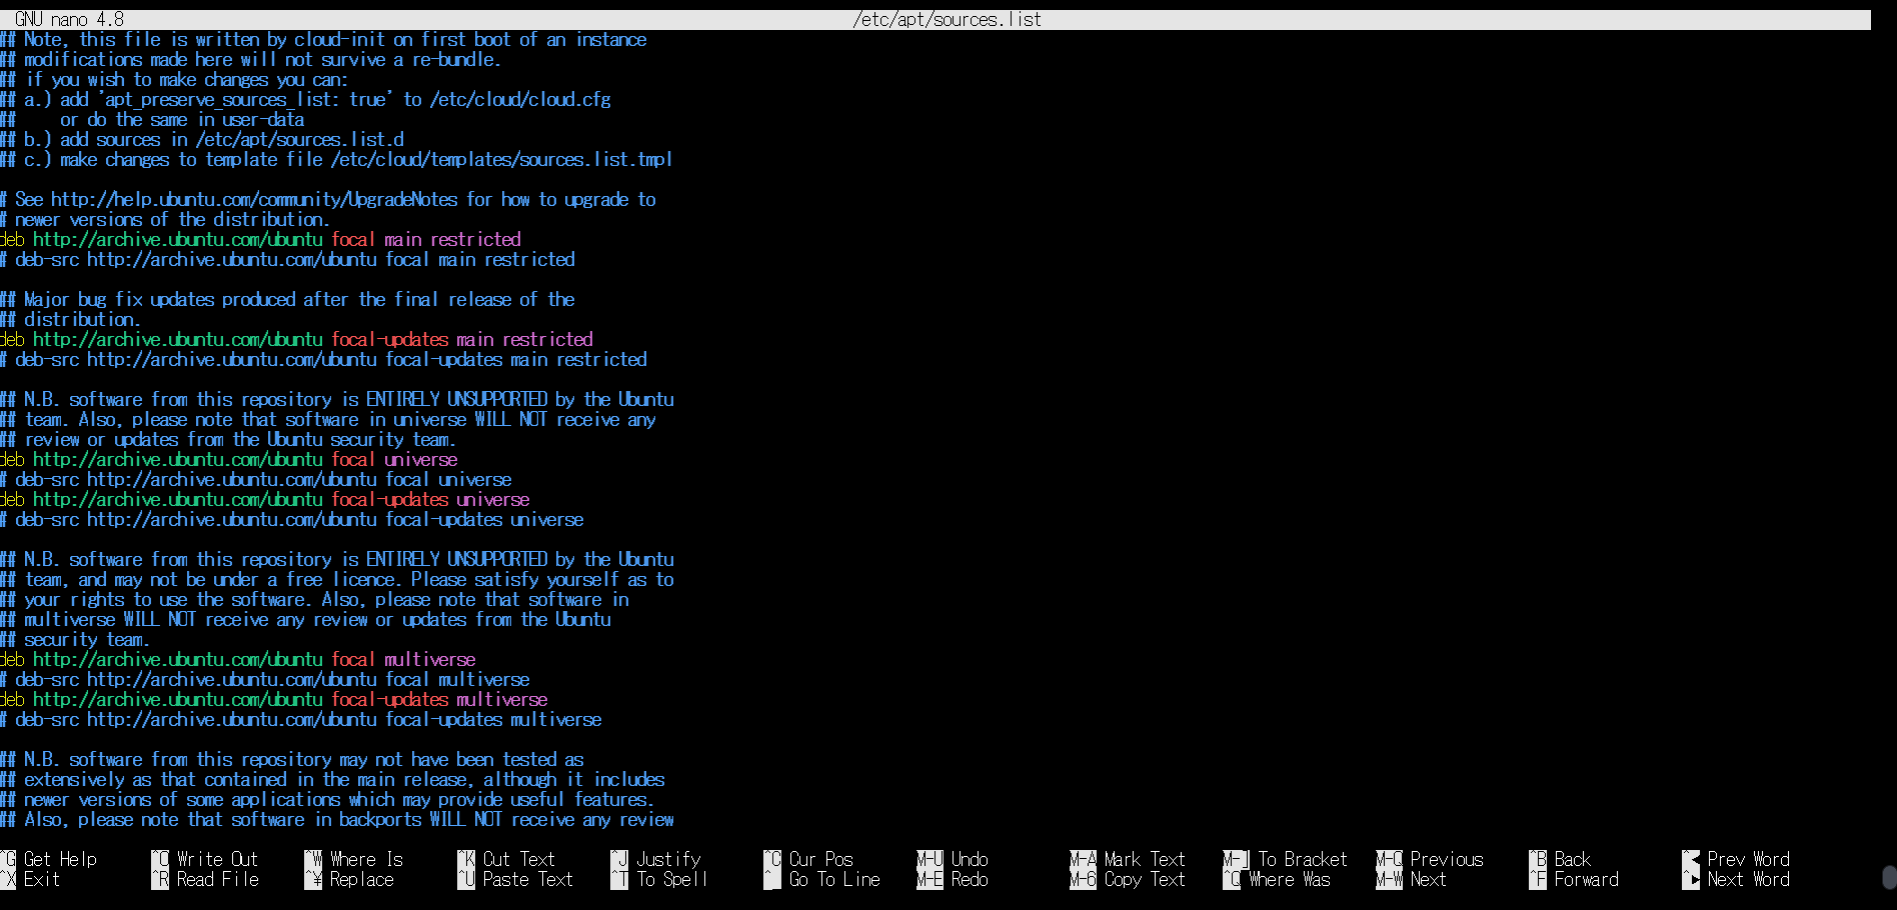 GNU nano 4.8 /etc/apt/sources.list
## Note, this file is written by cloud-init on first boot of an instance
## modifications made here will not survive a re-bundle.
## if you wish to make changes you can:
## a.) add 'apt_preserve_sources_list: true' to /etc/cloud/cloud.cfg
##     or do the same in user-data
## b.) add sources in /etc/apt/sources.list.d
## c.) make changes to template file /etc/cloud/templates/sources.list.tmpl

# See http://help.ubuntu.com/community/UpgradeNotes for how to upgrade to
# newer versions of the distribution.
deb http://archive.ubuntu.com/ubuntu focal main restricted
# deb-src http://archive.ubuntu.com/ubuntu focal main restricted

## Major bug fix updates produced after the final release of the
## distribution.
deb http://archive.ubuntu.com/ubuntu focal-updates main restricted
# deb-src http://archive.ubuntu.com/ubuntu focal-updates main restricted

## N.B. software from this repository is ENTIRELY UNSUPPORTED by the Ubuntu
## team. Also, please note that software in universe WILL NOT receive any
## review or updates from the Ubuntu security team.
deb http://archive.ubuntu.com/ubuntu focal universe
# deb-src http://archive.ubuntu.com/ubuntu focal universe
deb http://archive.ubuntu.com/ubuntu focal-updates universe
# deb-src http://archive.ubuntu.com/ubuntu focal-updates universe

## N.B. software from this repository is ENTIRELY UNSUPPORTED by the Ubuntu
## team, and may not be under a free licence. Please satisfy yourself as to
## your rights to use the software. Also, please note that software in
## multiverse WILL NOT receive any review or updates from the Ubuntu
## security team.
deb http://archive.ubuntu.com/ubuntu focal multiverse
# deb-src http://archive.ubuntu.com/ubuntu focal multiverse
deb http://archive.ubuntu.com/ubuntu focal-updates multiverse
# deb-src http://archive.ubuntu.com/ubuntu focal-updates multiverse

## N.B. software from this repository may not have been tested as
## extensively as that contained in the main release, although it includes
## newer versions of some applications which may provide useful features.
## Also, please note that software in backports WILL NOT receive any review

^G Get Help ^O Write Out ^W Where Is ^K Cut Text ^J Justify ^C Cur Pos M-U Undo M-A Mark Text M-] To Bracket M-Q Previous ^B Back ^◂ Prev Word
^X Exit ^R Read File ^¥ Replace ^U Paste Text ^T To Spell ^_ Go To Line M-E Redo M-6 Copy Text ^Q Where Was M-W Next ^F Forward ^▸ Next Word